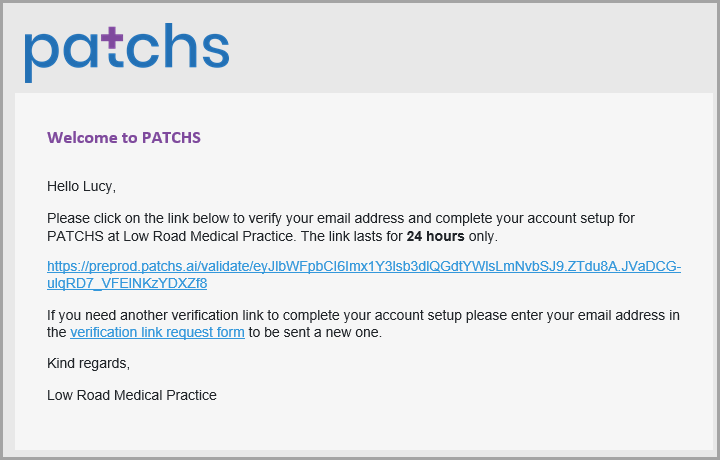 patchs
Welcome to PATCHS
Hello Lucy,
Please click on the link below to verify your email address and complete your account setup for
PATCHS at Low Road Medical Practice. The link lasts for 24 hours only.
https://preprod.patchs.ai/validate/eyJlbWFpbCI6Imx1Y3lsb3dlQGdtYWlsLmNvbSJ9.ZTdu8A.JVaDCG-
ulqRD7_VFElNKzYDXZf8
If you need another verification link to complete your account setup please enter your email address in
the verification link request form to be sent a new one.
Kind regards,
Low Road Medical Practice